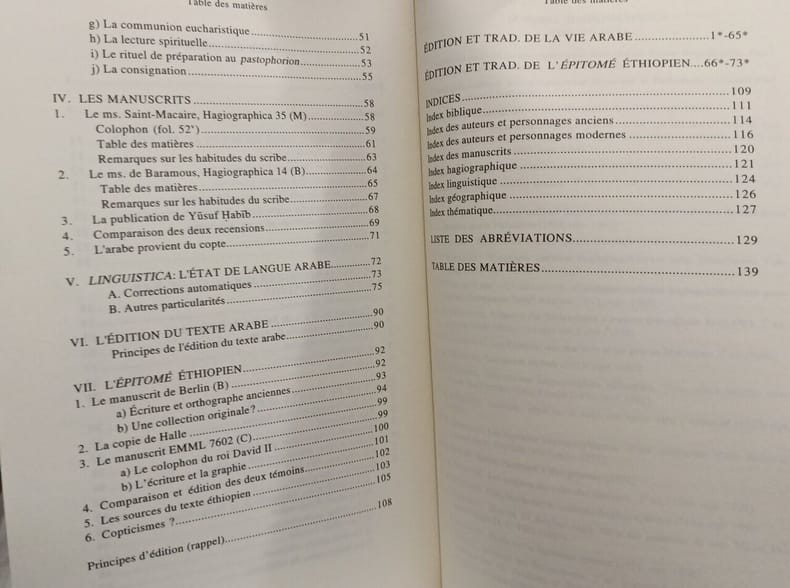 Table des matières
g) La communion eucharistique 51
h) La lecture spirituelle 52
i) Le rituel de préparation au pastophorion 53
j) La consignation 55
IV. LES MANUSCRITS 58
1. Le ms. Saint-Macaire, Hagiographica 35 (M) 58
Colophon (fol. 52ᵛ) 59
Table des matières 61
Remarques sur les habitudes du scribe 63
2. Le ms. de Baramous, Hagiographica 14 (B) 64
Table des matières 65
Remarques sur les habitudes du scribe 67
3. La publication de Yūsuf Ḥabīb 68
4. Comparaison des deux recensions 69
5. L'arabe provient du copte 71
V. LINGUISTICA: L'ÉTAT DE LANGUE ARABE 72
A. Corrections automatiques 73
B. Autres particularités 75
VI. L'ÉDITION DU TEXTE ARABE 90
Principes de l'édition du texte arabe 90
VII. L'ÉPITOMÉ ÉTHIOPIEN 92
1. Le manuscrit de Berlin (B) 92
a) Écriture et orthographe anciennes 93
b) Une collection originale? 94
2. La copie de Halle 99
3. Le manuscrit EMML 7602 (C) 99
a) Le colophon du roi David II 100
b) L'écriture et la graphie 101
4. Comparaison et édition des deux témoins 102
5. Les sources du texte éthiopien 103
6. Copticismes ? 105
Principes d'édition (rappel) 108
Table des matières
ÉDITION ET TRAD. DE LA VIE ARABE 1*-65*
ÉDITION ET TRAD. DE L'ÉPITOMÉ ÉTHIOPIEN 66*-73*
INDICES 109
Index biblique 111
Index des auteurs et personnages anciens 114
Index des auteurs et personnages modernes 116
Index des manuscrits 120
Index hagiographique 121
Index linguistique 124
Index géographique 126
Index thématique 127
LISTE DES ABRÉVIATIONS 129
TABLE DES MATIÈRES 139